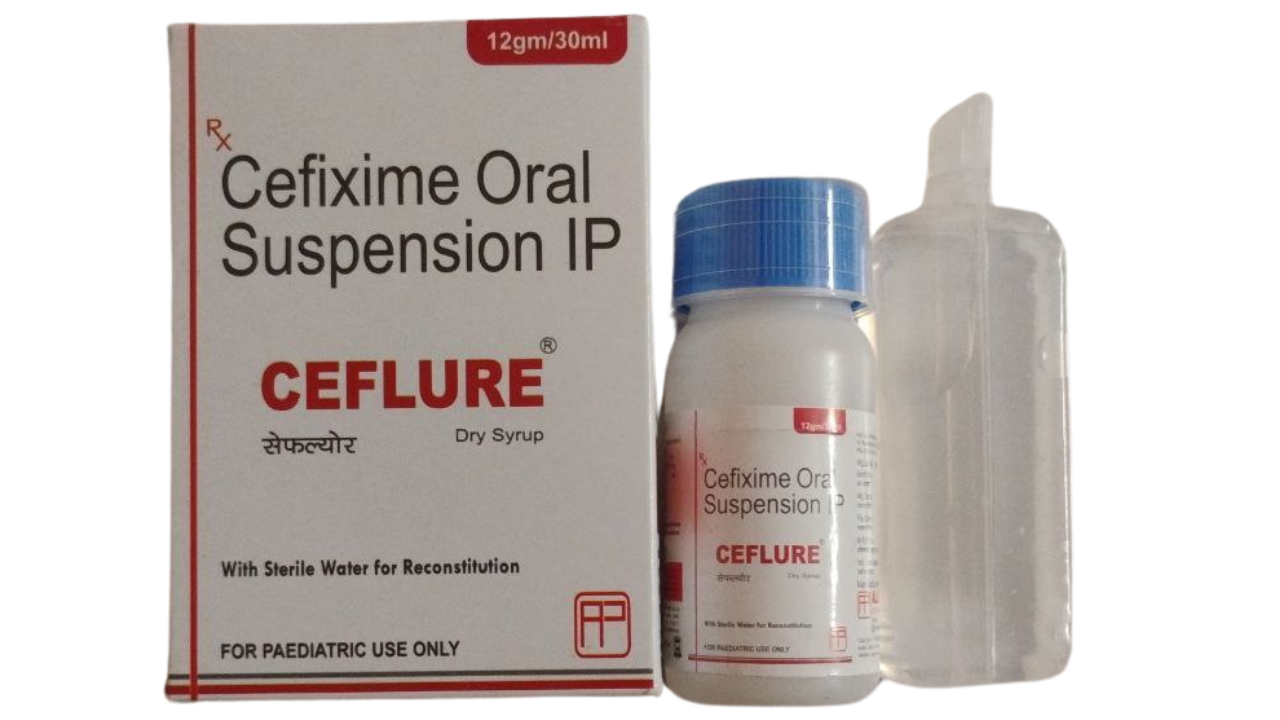 12gm/30ml
Rx
Cefixime Oral
Suspension IP
CEFLURE®
सेफल्योर
Dry Syrup
With Sterile Water for Reconstitution
FOR PAEDIATRIC USE ONLY
Rx
Cefixime Oral
Suspension IP
CEFLURE®
सेफल्योर
Dry Syrup
With Sterile Water for Reconstitution
FOR PAEDIATRIC USE ONLY